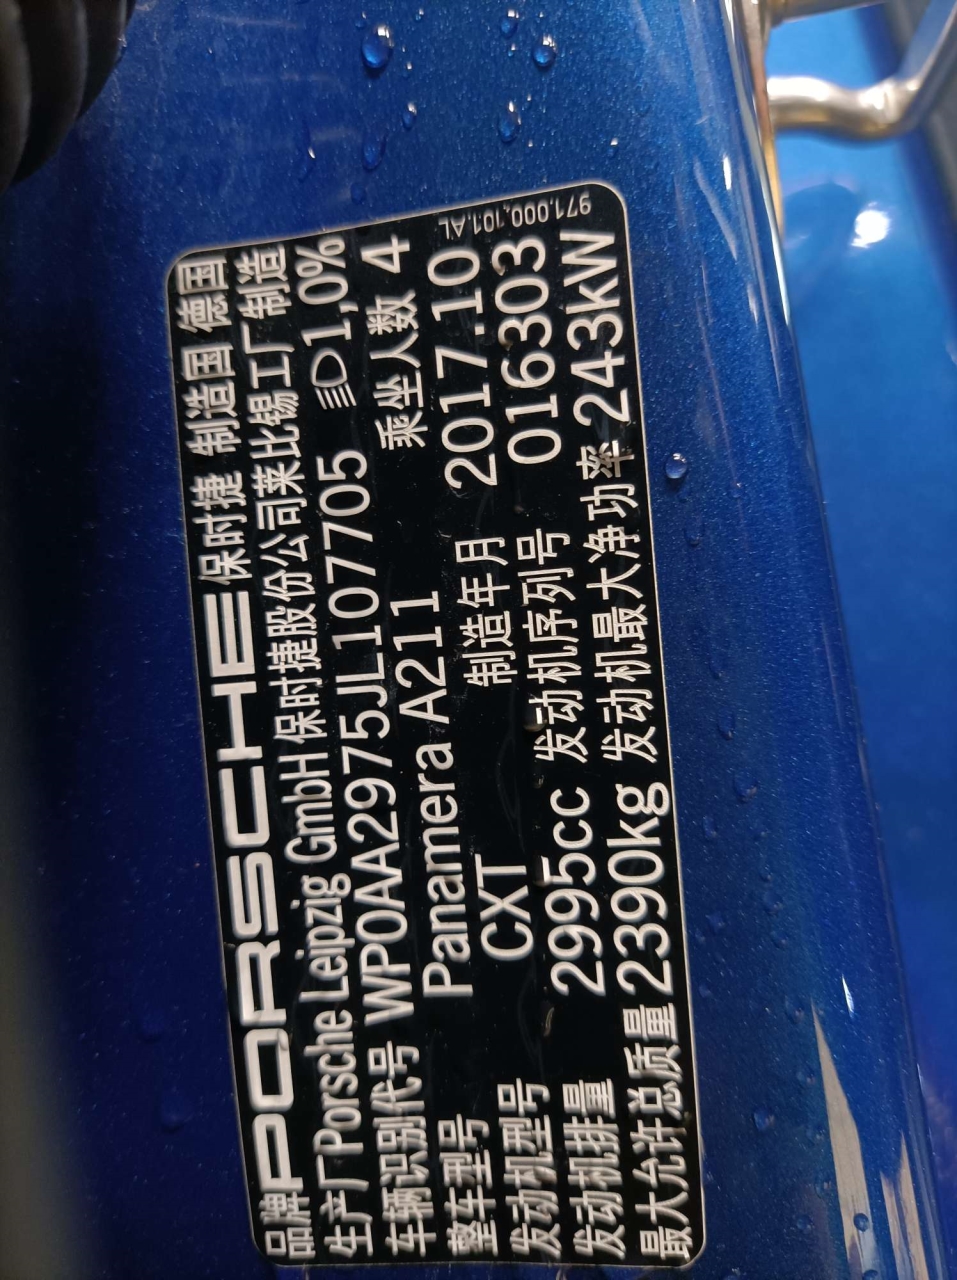 971.000.101.AL
品牌 PORSCHE 保时捷 制造国 德国
生产厂 Porsche Leipzig GmbH 保时捷股份公司莱比锡工厂制造
车辆识别代号 WP0AA2975JL107705 1,0%
整车型号 Panamera A211 乘坐人数 4
发动机型号 CXT 制造年月 2017.10
发动机排量 2995cc 发动机序列号 016303
最大允许总质量 2390kg 发动机最大净功率 243kW